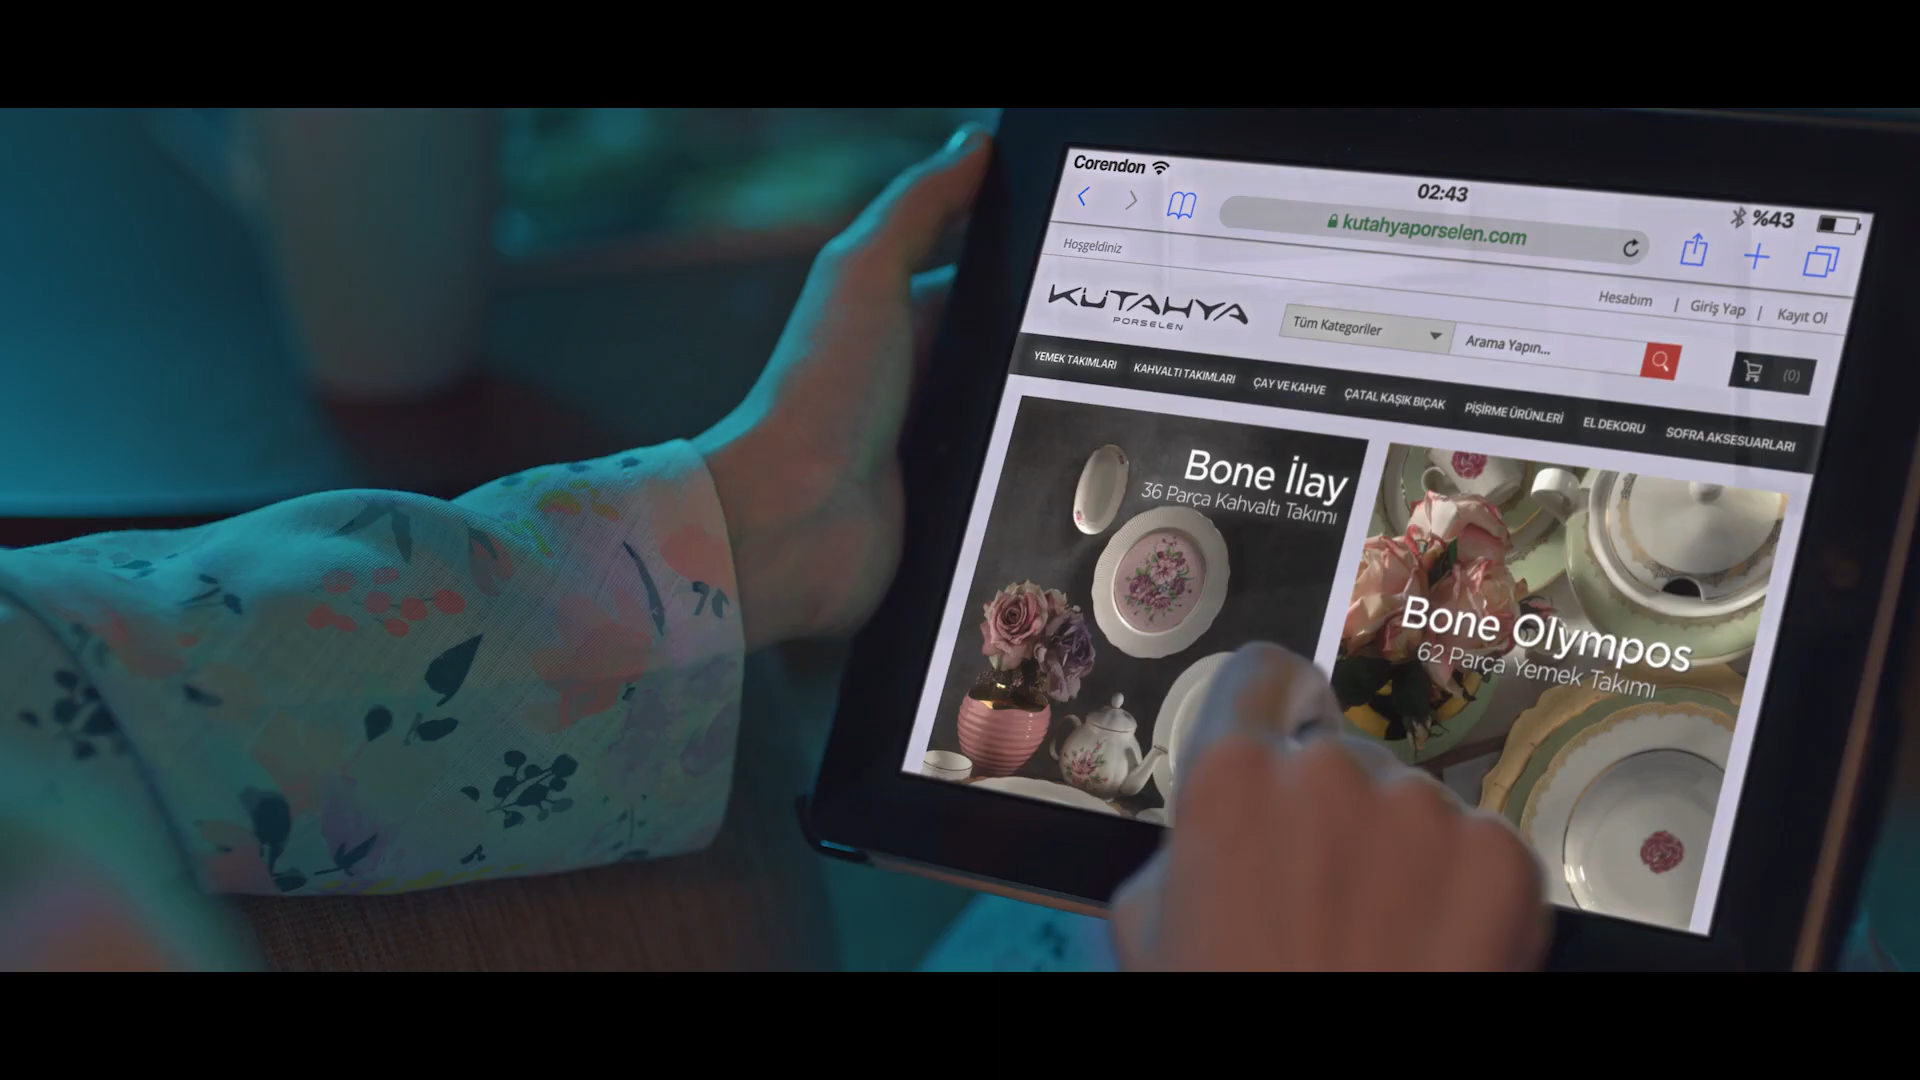 Corendon
02:43
%43
kutahyaporselen.com
Hoşgeldiniz
Hesabım | Giriş Yap | Kayıt Ol
KUTAHYA
PORSELEN
Tüm Kategoriler
Arama Yapın...
(0)
YEMEK TAKIMLARI KAHVALTI TAKIMLARI ÇAY VE KAHVE ÇATAL KAŞIK BIÇAK PİŞİRME ÜRÜNLERİ EL DEKORU SOFRA AKSESUARLARI
Bone İlay
36 Parça Kahvaltı Takımı
Bone Olympos
62 Parça Yemek Takımı